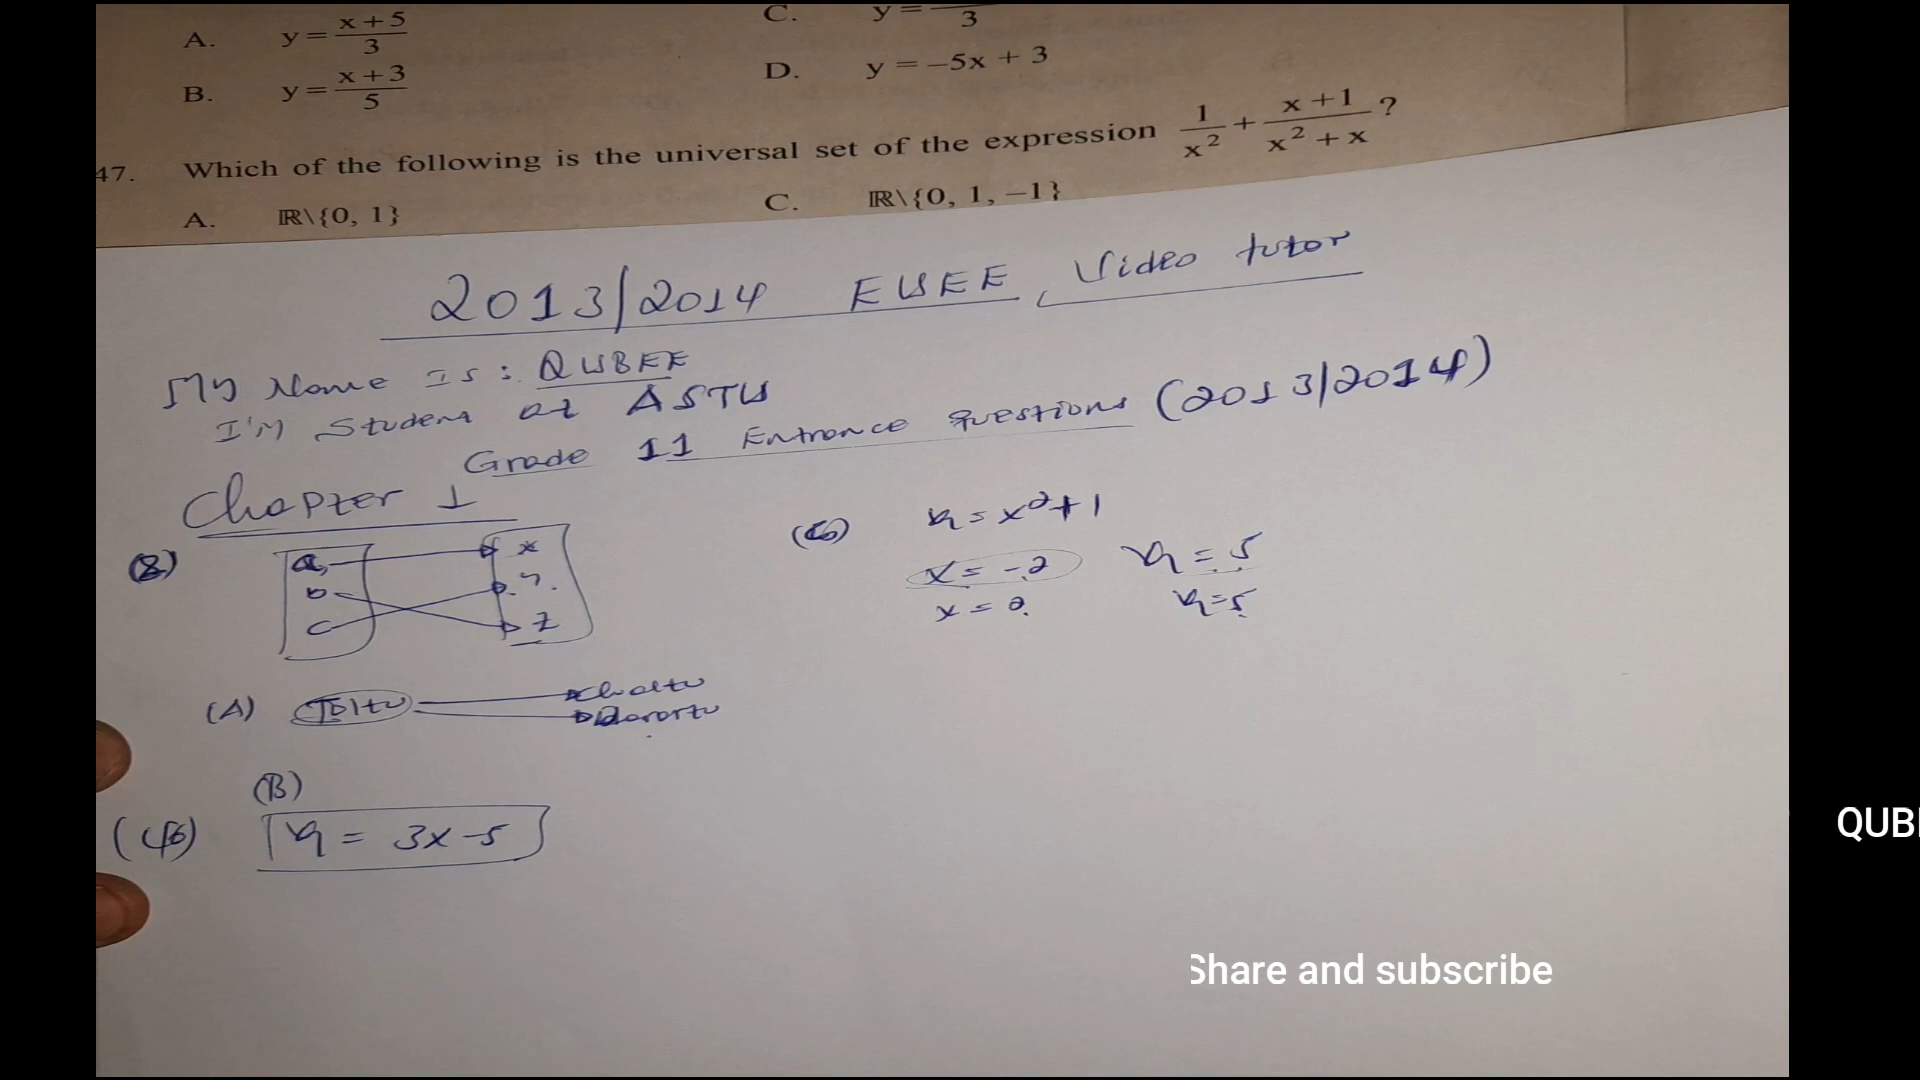 A. y = (x + 5)/3
C. y = /3
B. y = (x + 3)/5
D. y = –5x + 3
47. Which of the following is the universal set of the expression 1/x² + (x + 1)/(x² + x) ?
A. ℝ\{0, 1}
C. ℝ\{0, 1, –1}
2013/2014 EUEE, Video tutor
My Name Is: QUBEE
I'M Student at ASTU
Grade 11 Entrance questions (2013/2014)
Chapter 1
a, x
b y.
c z
y = x² + 1
x = -2 y = 5
x = 2. y = 5
(A) Toltu
(B)
(46) y = 3x - 5
QUB
Share and subscribe